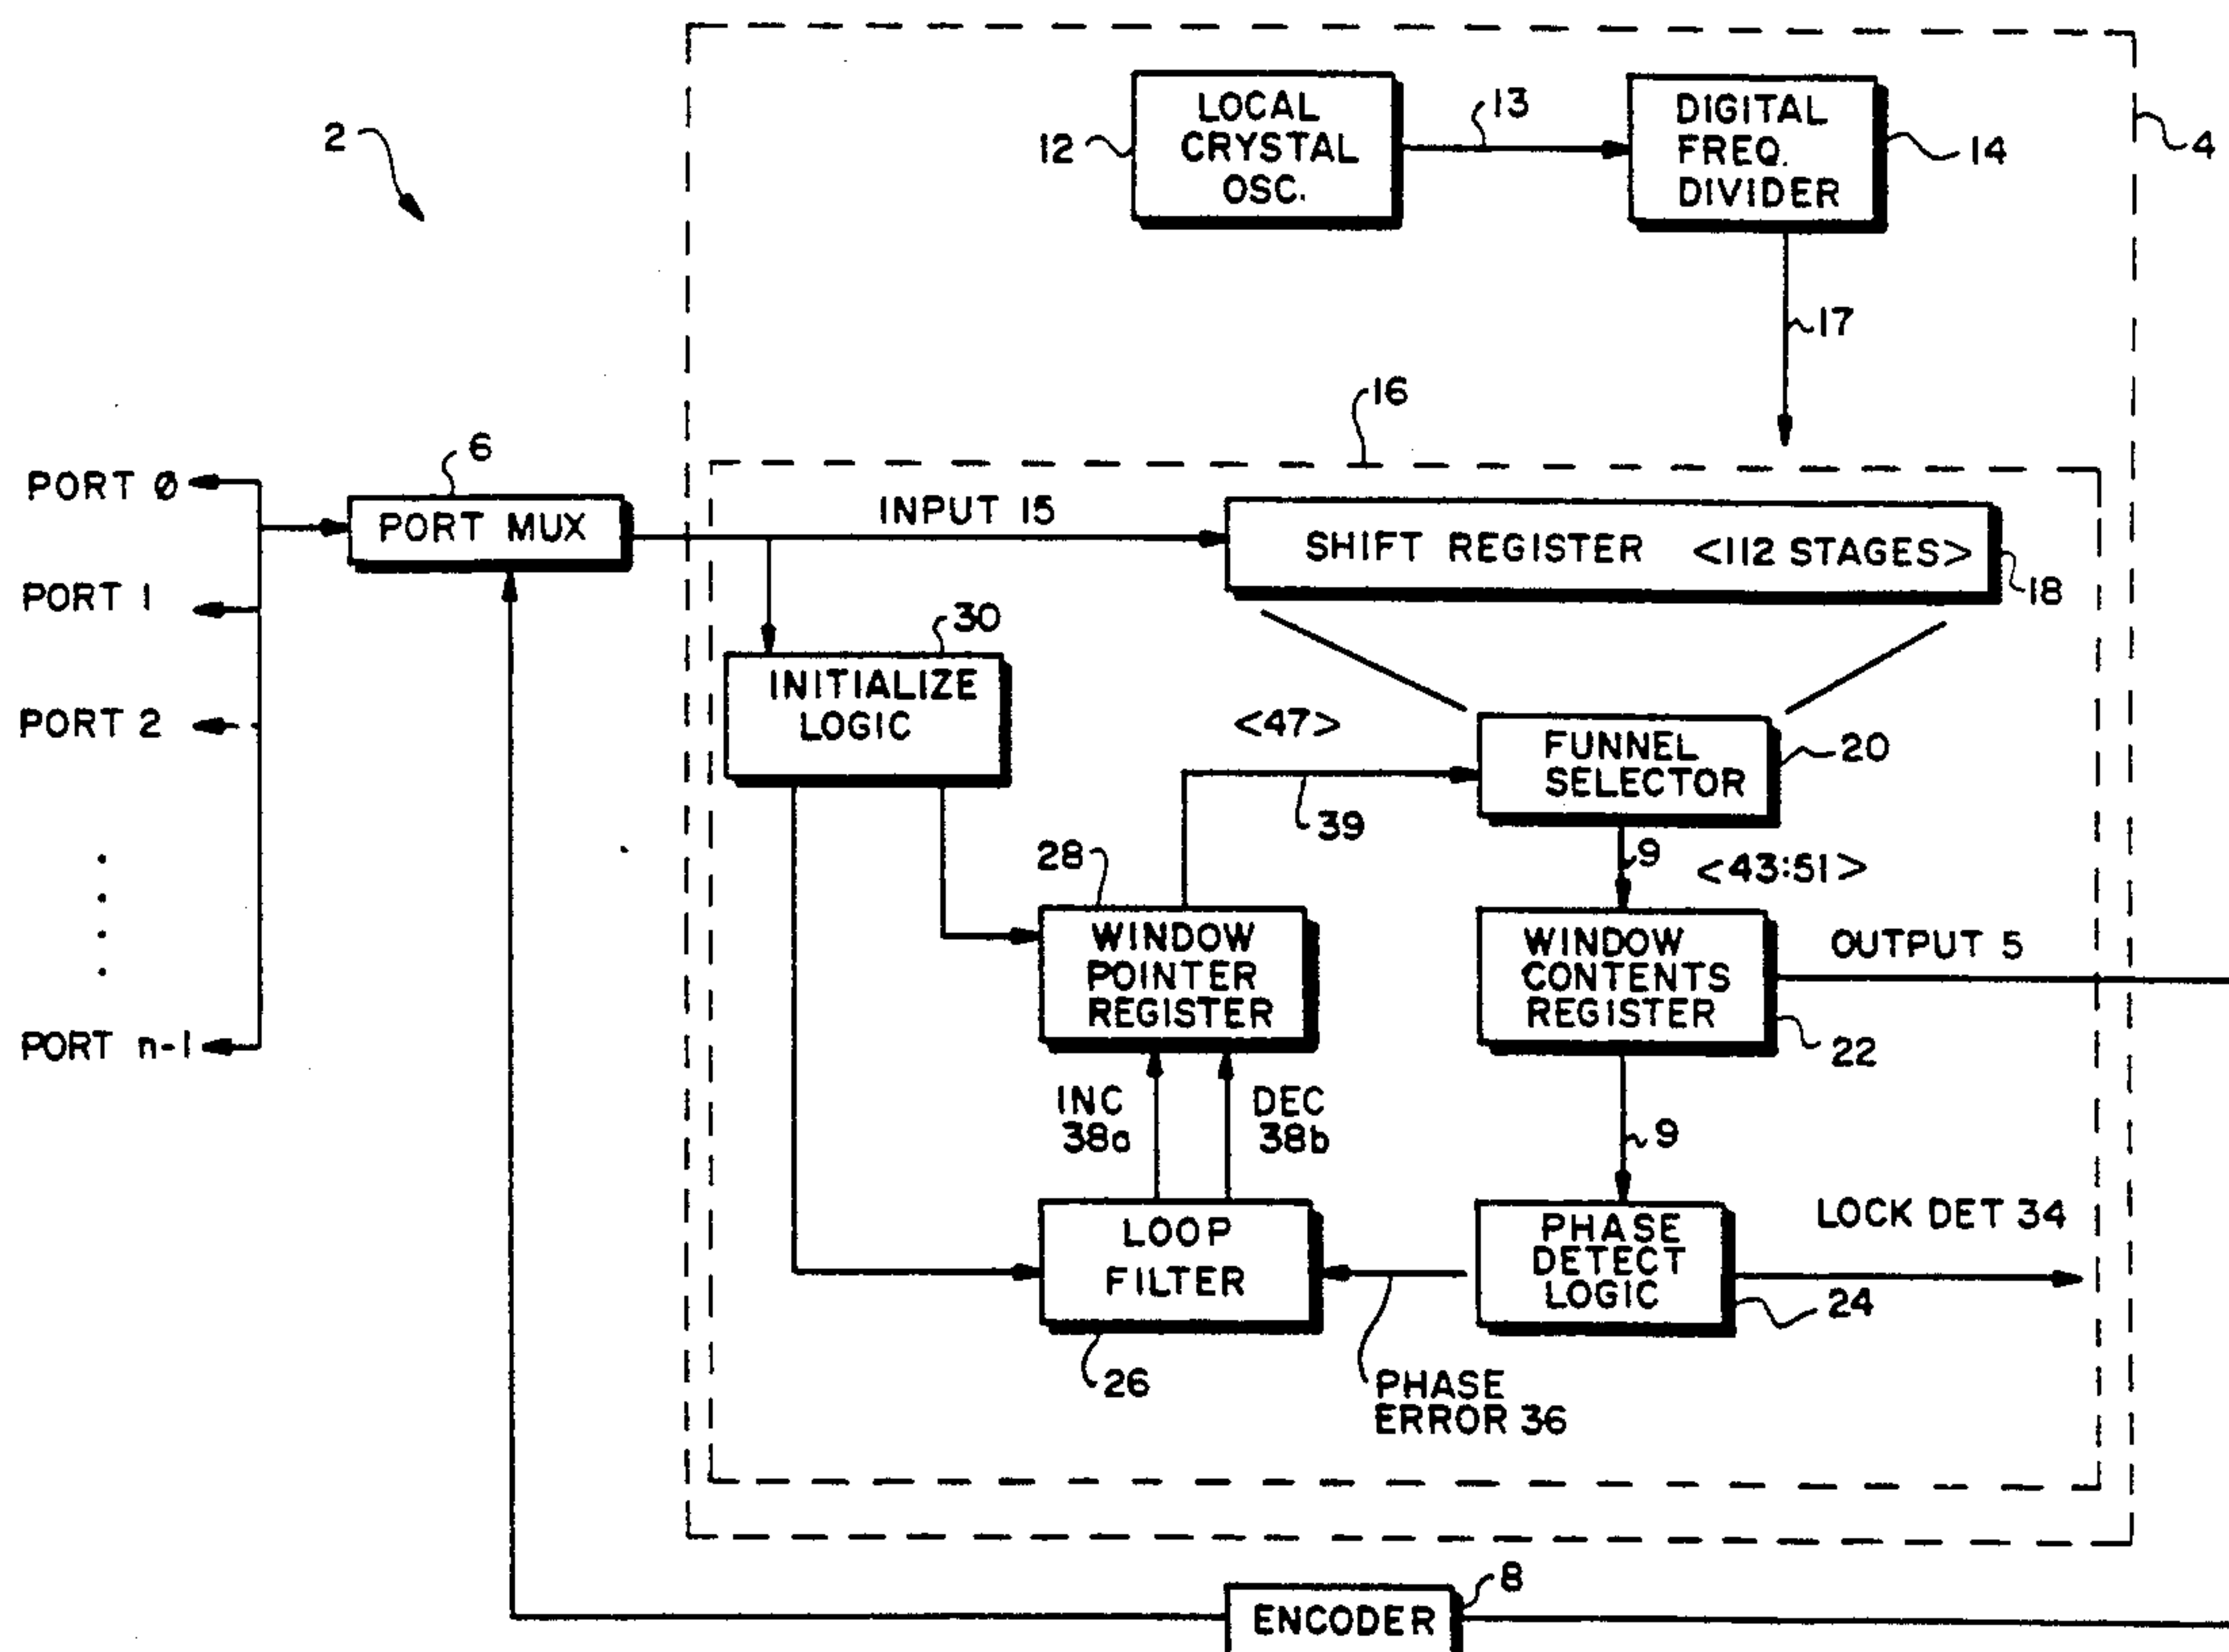 2
4
LOCAL
CRYSTAL
OSC.
12
13
DIGITAL
FREQ.
DIVIDER
14
17
16
PORT 0
PORT 1
PORT 2
PORT n-1
6
PORT MUX
INPUT 15
SHIFT REGISTER <112 STAGES>
18
30
INITIALIZE
LOGIC
<47>
39
FUNNEL
SELECTOR
20
9
<43:51>
28
WINDOW
POINTER
REGISTER
WINDOW
CONTENTS
REGISTER
22
OUTPUT 5
INC
38a
DEC
38b
9
LOOP
FILTER
26
PHASE
DETECT
LOGIC
24
LOCK DET 34
PHASE
ERROR 36
ENCODER
8